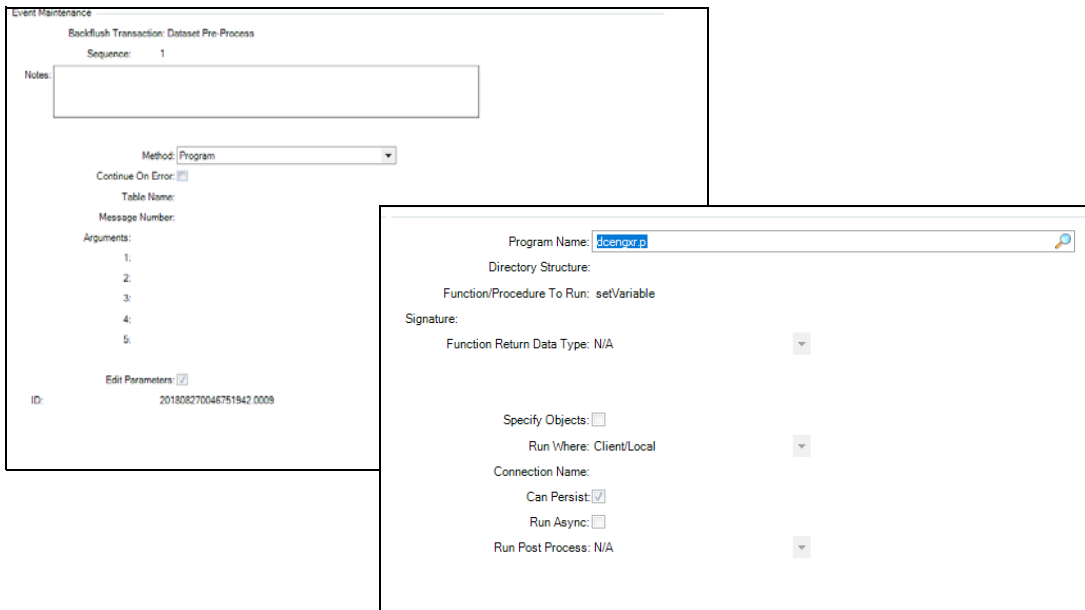 Event Maintenance
Backflush Transaction: Dataset Pre-Process
Sequence: 1
Notes:
Method: Program
Continue On Error:
Table Name:
Message Number:
Arguments:
1:
2:
3:
4:
5:
Edit Parameters:
ID: 201808270046751942.0009
Program Name: dcengxr.p
Directory Structure:
Function/Procedure To Run: setVariable
Signature:
Function Return Data Type: N/A
Specify Objects:
Run Where: Client/Local
Connection Name:
Can Persist:
Run Async:
Run Post Process: N/A